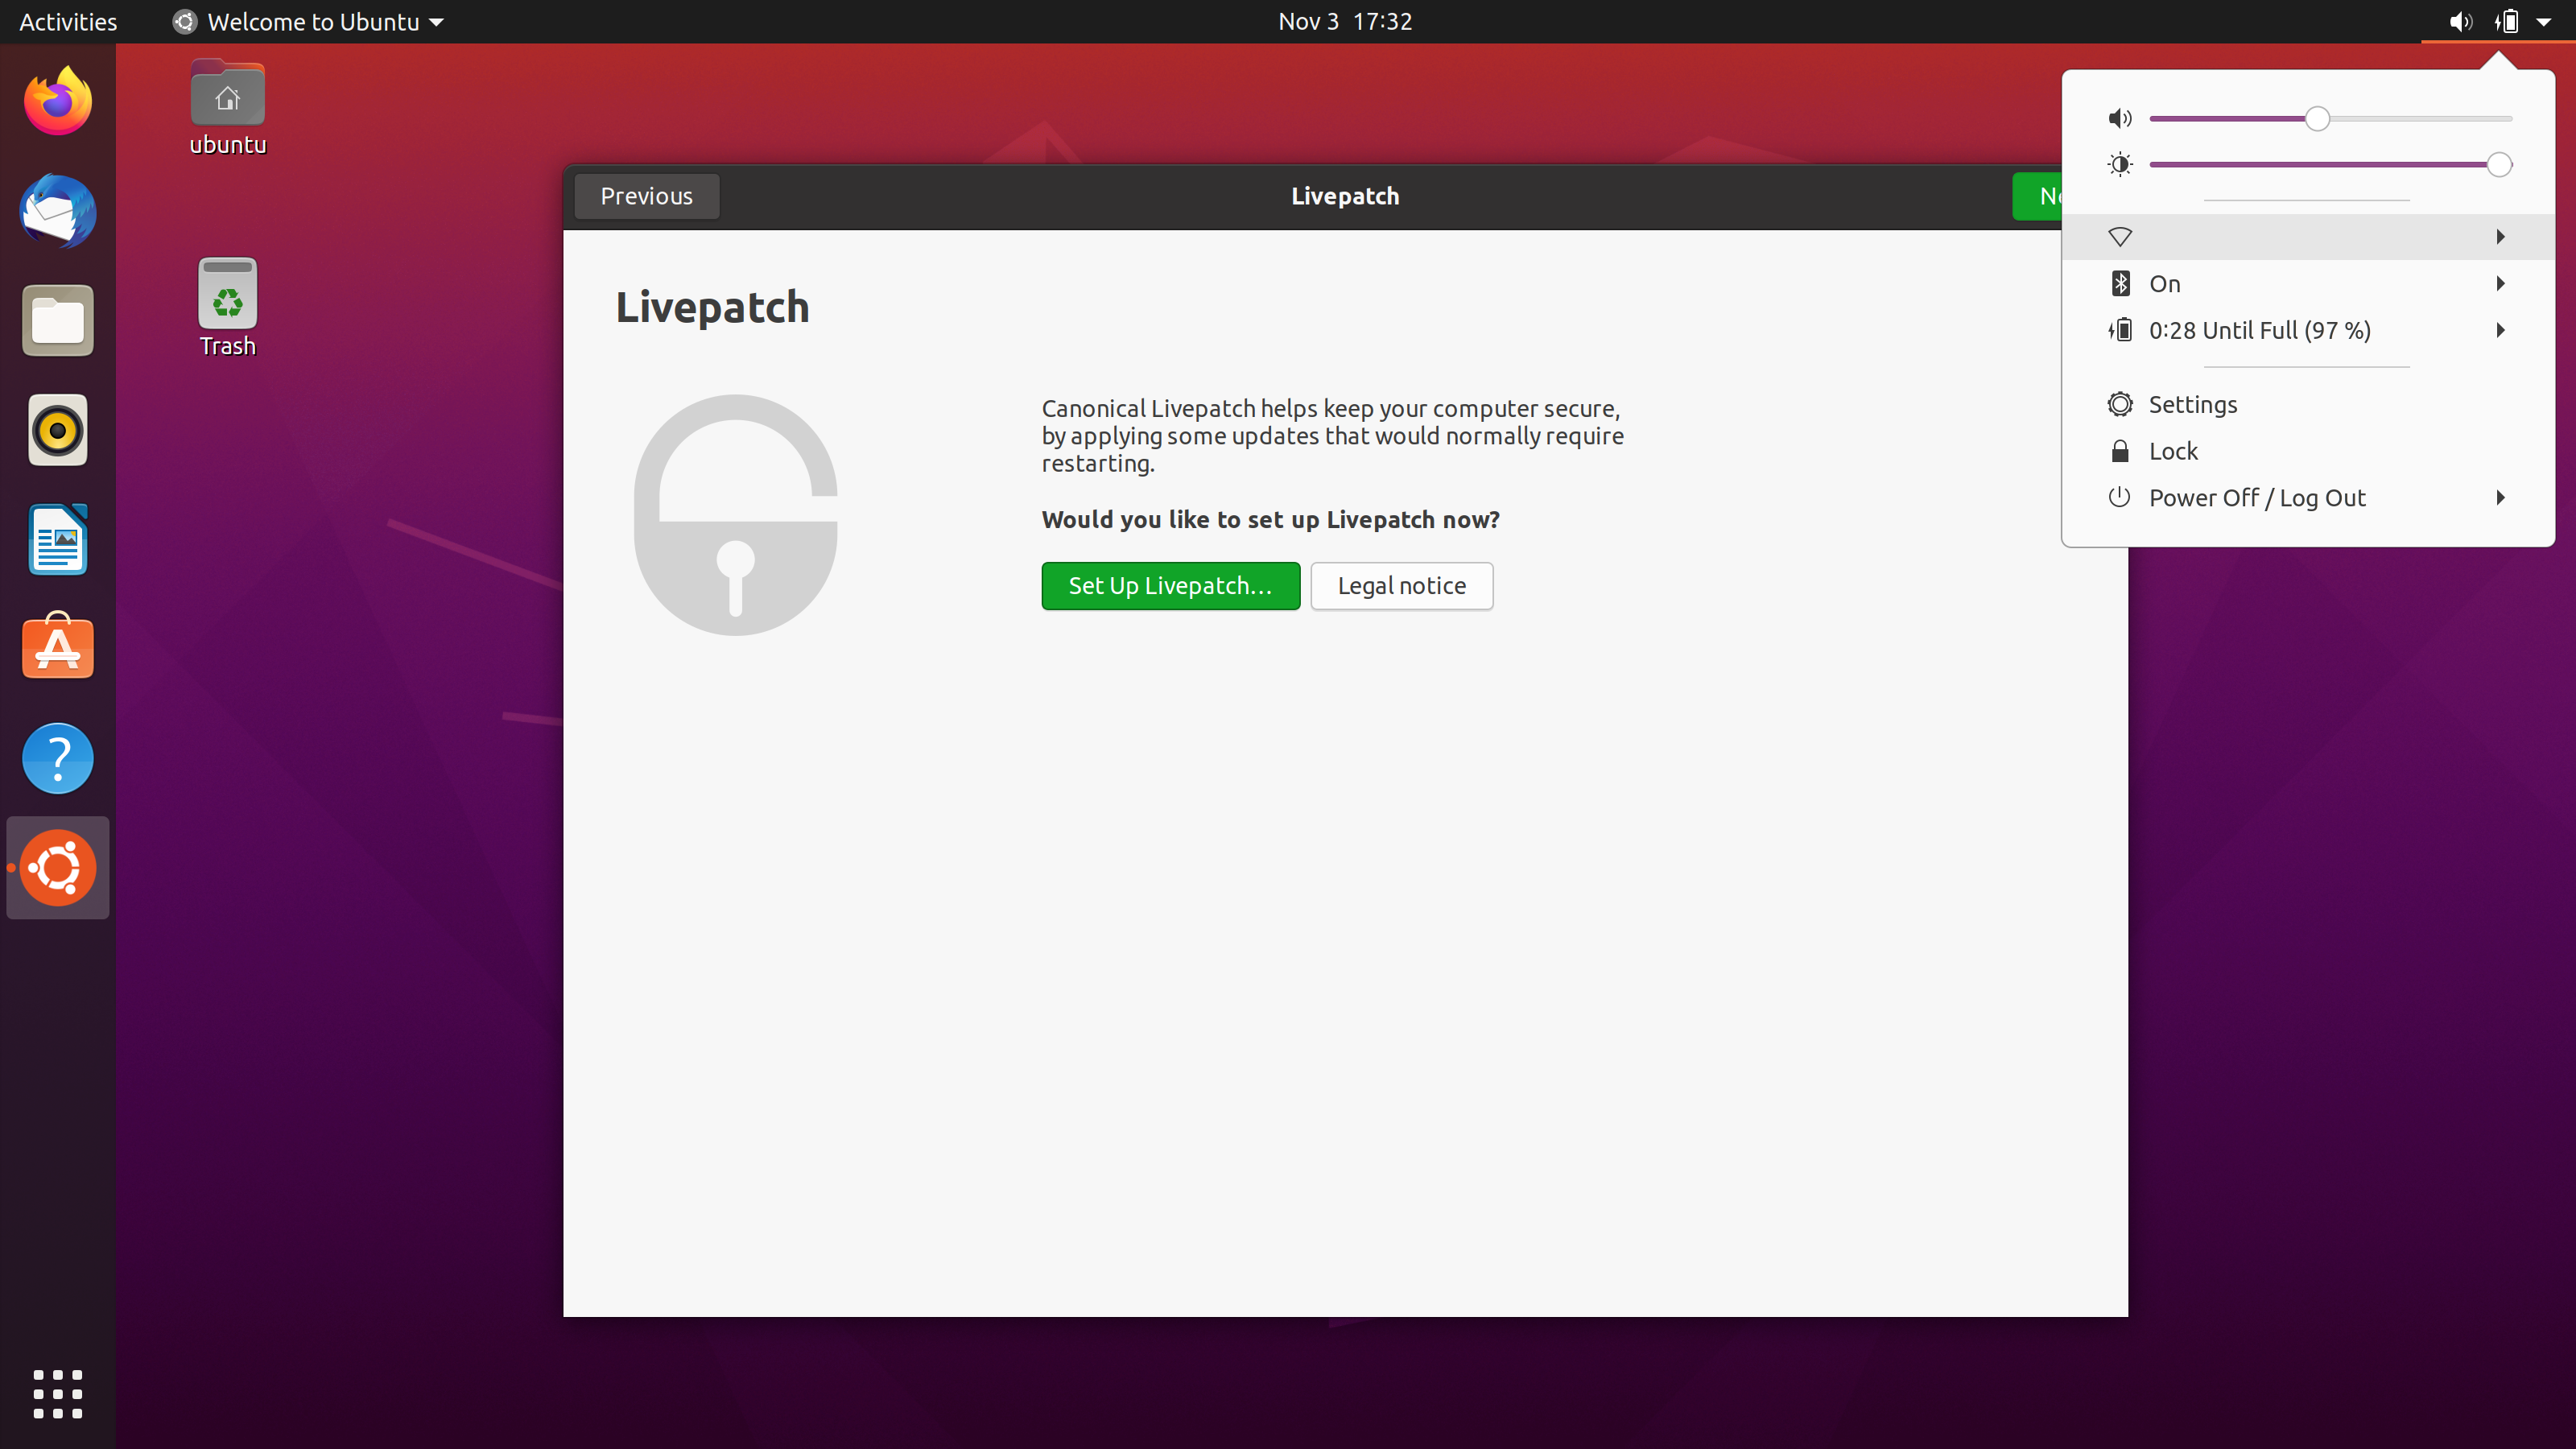 Activities
Welcome to Ubuntu
Nov 3 17:32
ubuntu
Trash
Previous
Livepatch
Livepatch
Canonical Livepatch helps keep your computer secure,
by applying some updates that would normally require
restarting.
Would you like to set up Livepatch now?
Set Up Livepatch...
Legal notice
On
0:28 Until Full (97 %)
Settings
Lock
Power Off / Log Out